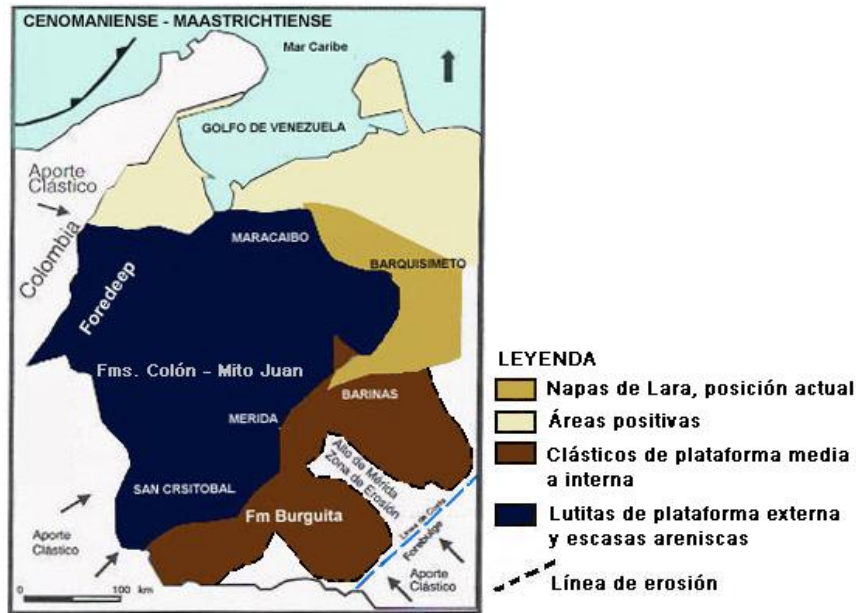 CENOMANIENSE - MAASTRICHTIENSE
Mar Caribe
GOLFO DE VENEZUELA
Aporte
Clástico
Colombia
MARACAIBO
BARQUISIMETO
Foredeep
Fms. Colón - Mito Juan
BARINAS
MERIDA
Alto de Mérida
Zona de Erosión
SAN CRSITOBAL
Fm Burguita
Linea de Costa
Forebulge
Aporte
Clástico
Aporte
Clástico
0 100 km
LEYENDA
Napas de Lara, posición actual
Áreas positivas
Clásticos de plataforma media
a interna
Lutitas de plataforma externa
y escasas areniscas
Línea de erosión